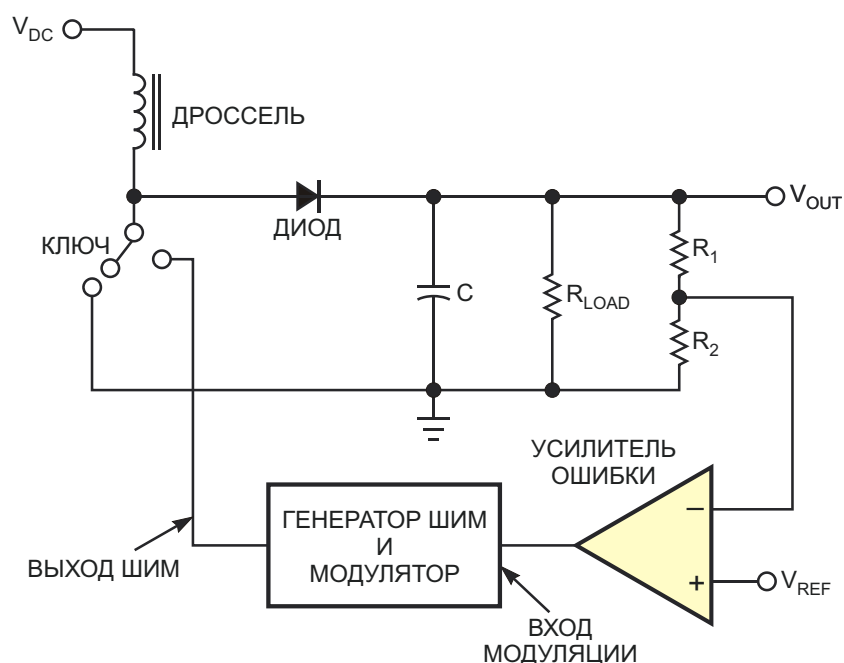 V_DC
ДРОССЕЛЬ
V_OUT
КЛЮЧ
ДИОД
R_1
C
R_LOAD
R_2
УСИЛИТЕЛЬ
ОШИБКИ
ГЕНЕРАТОР ШИМ
И
МОДУЛЯТОР
−
+
V_REF
ВЫХОД ШИМ
ВХОД
МОДУЛЯЦИИ